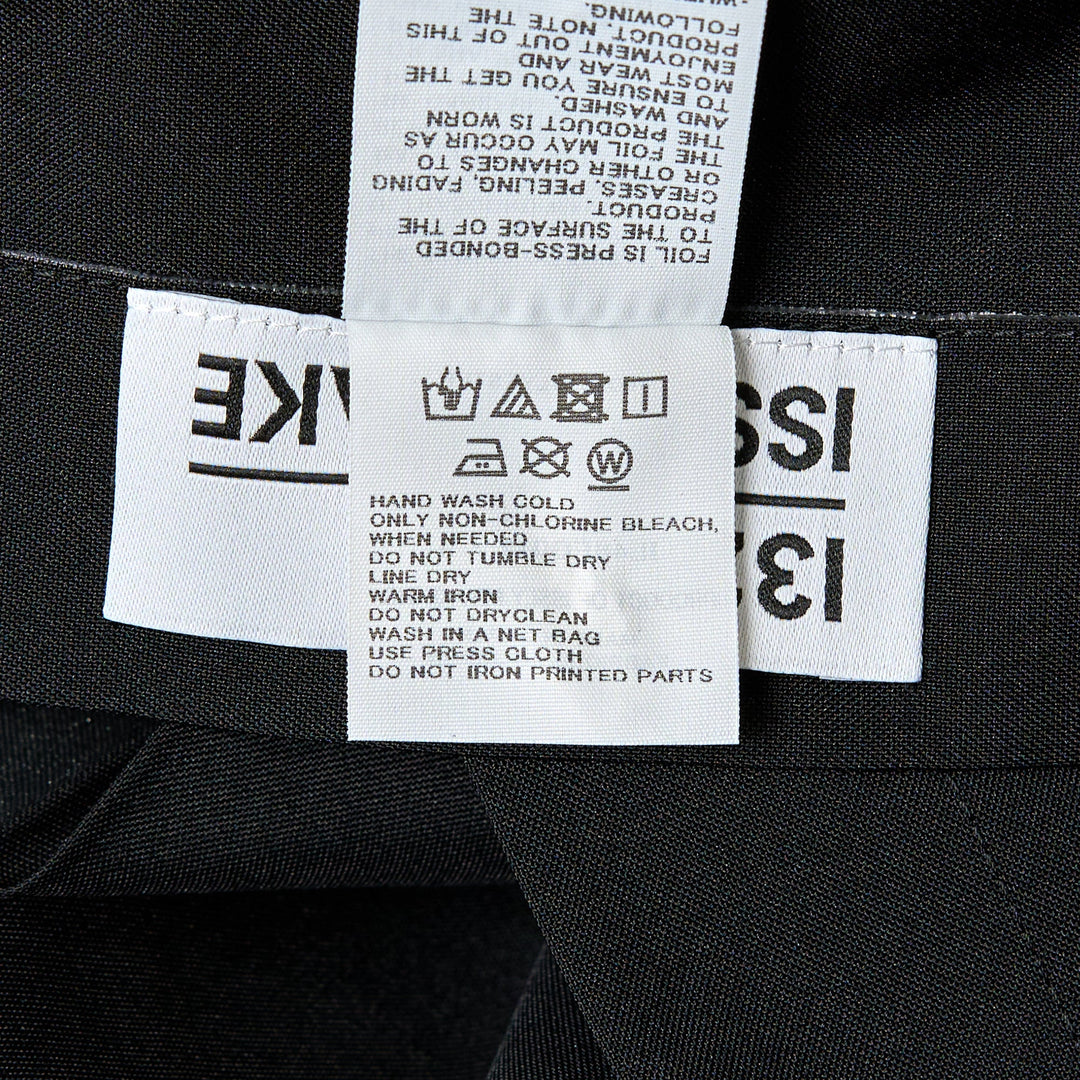 FOIL IS PRESS-BONDED
TO THE SURFACE OF THE
PRODUCT.
CREASES, PEELING, FADING
OR OTHER CHANGES TO
THE FOIL MAY OCCUR AS
THE PRODUCT IS WORN
AND WASHED.
TO ENSURE YOU GET THE
MOST WEAR AND
ENJOYMENT OUT OF THIS
PRODUCT, NOTE THE
FOLLOWING.
W
HAND WASH COLD
ONLY NON-CHLORINE BLEACH,
WHEN NEEDED
DO NOT TUMBLE DRY
LINE DRY
WARM IRON
DO NOT DRYCLEAN
WASH IN A NET BAG
USE PRESS CLOTH
DO NOT IRON PRINTED PARTS
13
ISS AKE